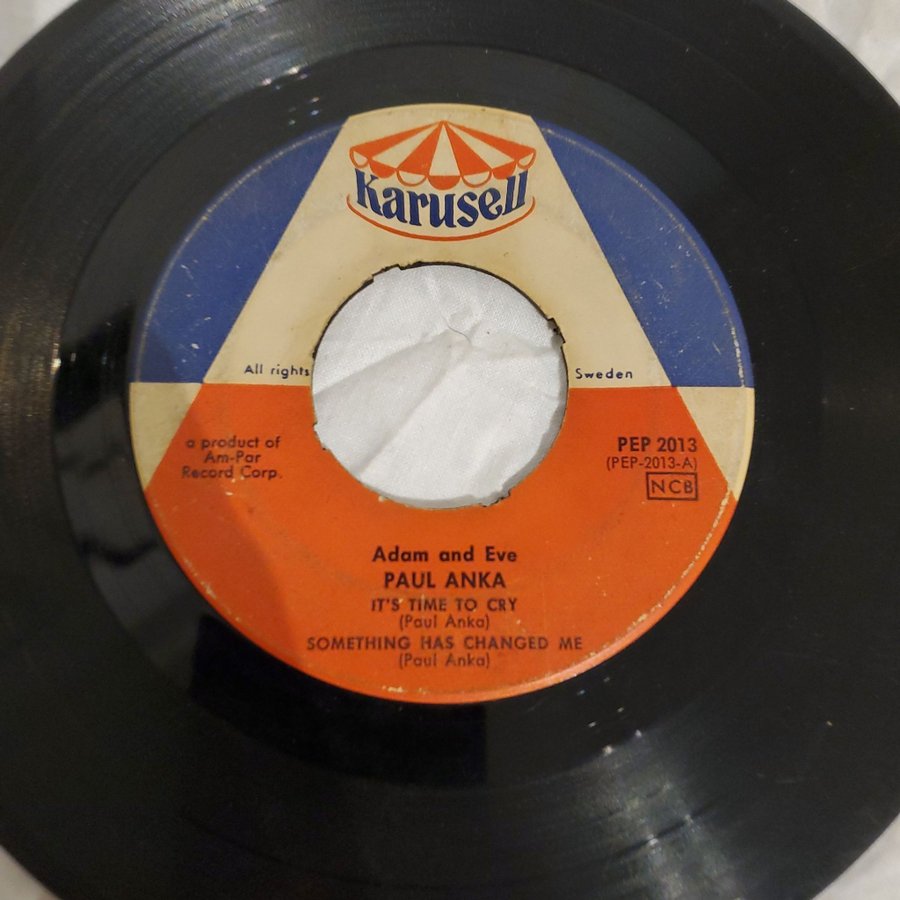 Karusell
All rights
Sweden
a product of
Am-Par
Record Corp.
PEP 2013
(PEP-2013-A)
NCB
Adam and Eve
PAUL ANKA
IT'S TIME TO CRY
(Paul Anka)
SOMETHING HAS CHANGED ME
(Paul Anka)